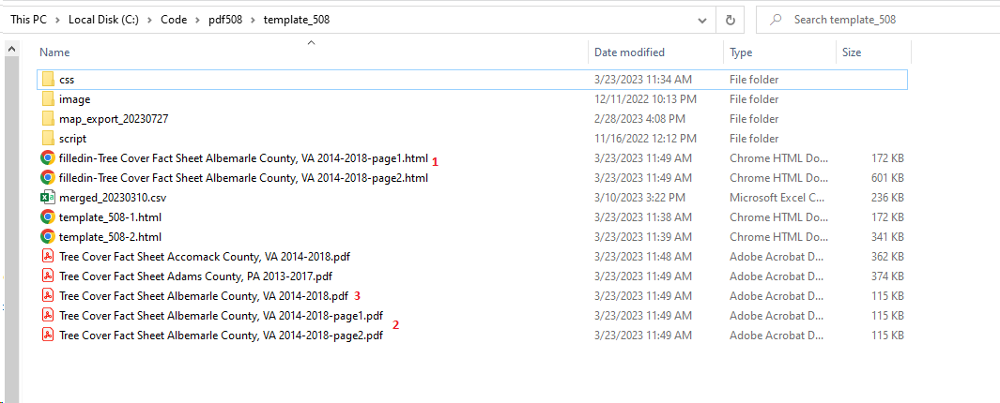 This PC > Local Disk (C:) > Code > pdf508 > template_508 Search template_508
Name Date modified Type Size
css 3/23/2023 11:34 AM File folder
image 12/11/2022 10:13 PM File folder
map_export_20230727 2/28/2023 4:08 PM File folder
script 11/16/2022 12:12 PM File folder
filledin-Tree Cover Fact Sheet Albemarle County, VA 2014-2018-page1.html 1 3/23/2023 11:49 AM Chrome HTML Do... 172 KB
filledin-Tree Cover Fact Sheet Albemarle County, VA 2014-2018-page2.html 3/23/2023 11:49 AM Chrome HTML Do... 601 KB
merged_20230310.csv 3/10/2023 3:22 PM Microsoft Excel C... 236 KB
template_508-1.html 3/23/2023 11:38 AM Chrome HTML Do... 172 KB
template_508-2.html 3/23/2023 11:39 AM Chrome HTML Do... 341 KB
Tree Cover Fact Sheet Accomack County, VA 2014-2018.pdf 3/23/2023 11:48 AM Adobe Acrobat D... 362 KB
Tree Cover Fact Sheet Adams County, PA 2013-2017.pdf 3/23/2023 11:49 AM Adobe Acrobat D... 374 KB
Tree Cover Fact Sheet Albemarle County, VA 2014-2018.pdf 3 3/23/2023 11:49 AM Adobe Acrobat D... 115 KB
Tree Cover Fact Sheet Albemarle County, VA 2014-2018-page1.pdf 3/23/2023 11:49 AM Adobe Acrobat D... 115 KB
2
Tree Cover Fact Sheet Albemarle County, VA 2014-2018-page2.pdf 3/23/2023 11:49 AM Adobe Acrobat D... 115 KB